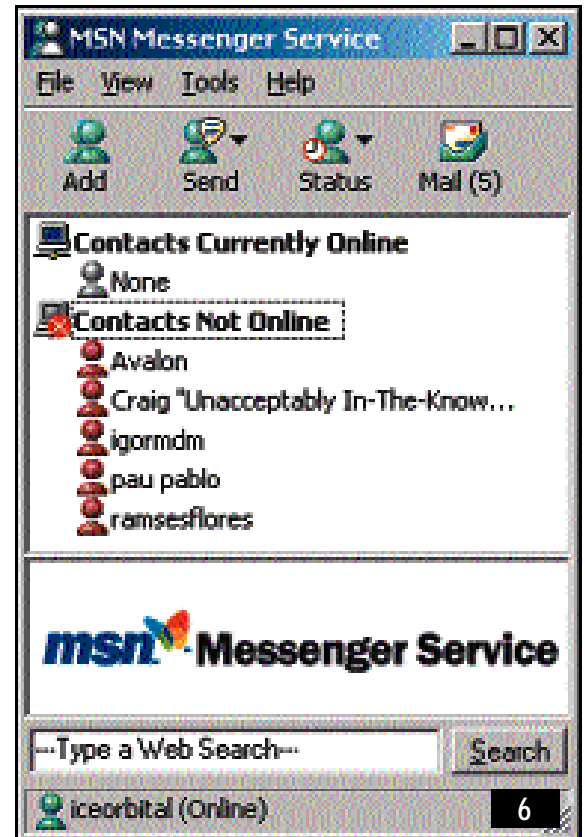 MSN Messenger Service
File View Tools Help
Add Send Status Mail (5)
Contacts Currently Online
None
Contacts Not Online
Avalon
Craig "Unacceptably In-The-Know...
igormdm
pau pablo
ramsesflores
msn Messenger Service
---Type a Web Search--- Search
iceorbital (Online) 6